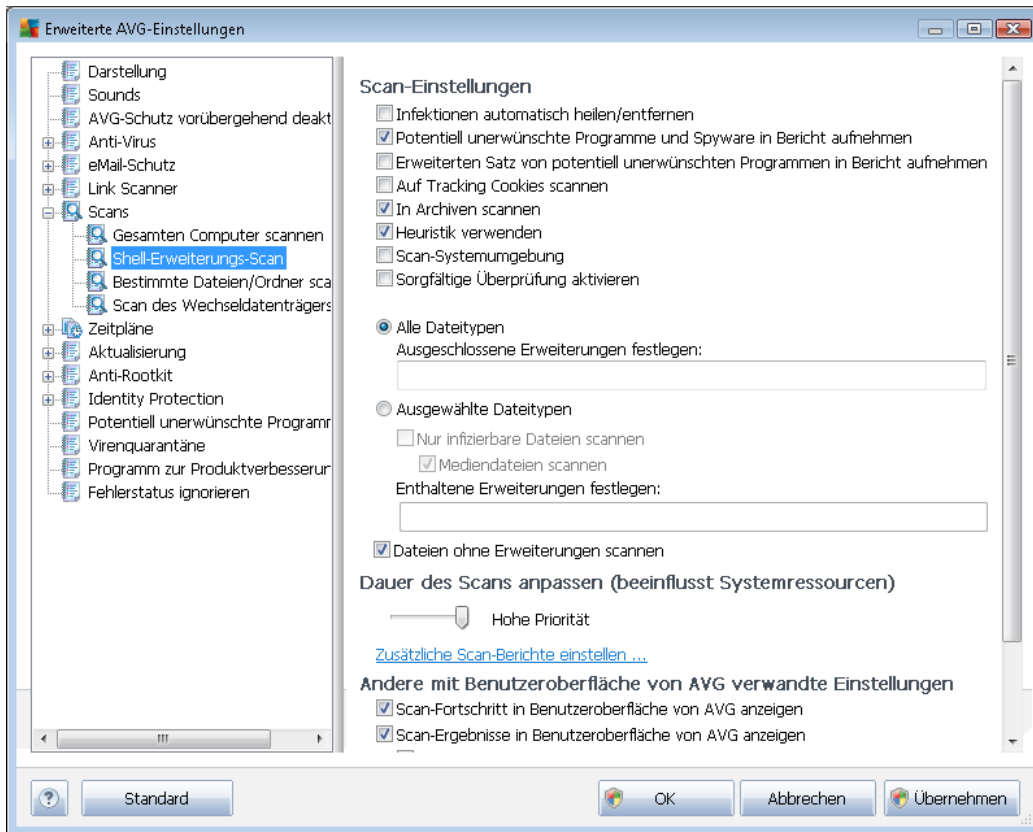 Erweiterte AVG-Einstellungen
Darstellung
Sounds
AVG-Schutz vorübergehend deakt
Anti-Virus
eMail-Schutz
Link Scanner
Scans
Gesamten Computer scannen
Shell-Erweiterungs-Scan
Bestimmte Dateien/Ordner sca
Scan des Wechseldatenträgers
Zeitpläne
Aktualisierung
Anti-Rootkit
Identity Protection
Potentiell unerwünschte Programr
Virenquarantäne
Programm zur Produktverbesserur
Fehlerstatus ignorieren
Scan-Einstellungen
Infektionen automatisch heilen/entfernen
Potentiell unerwünschte Programme und Spyware in Bericht aufnehmen
Erweiterten Satz von potentiell unerwünschten Programmen in Bericht aufnehmen
Auf Tracking Cookies scannen
In Archiven scannen
Heuristik verwenden
Scan-Systemumgebung
Sorgfältige Überprüfung aktivieren
Alle Dateitypen
Ausgeschlossene Erweiterungen festlegen:
Ausgewählte Dateitypen
Nur infizierbare Dateien scannen
Mediendateien scannen
Enthaltene Erweiterungen festlegen:
Dateien ohne Erweiterungen scannen
Dauer des Scans anpassen (beeinflusst Systemressourcen)
Hohe Priorität
Zusätzliche Scan-Berichte einstellen ...
Andere mit Benutzeroberfläche von AVG verwandte Einstellungen
Scan-Fortschritt in Benutzeroberfläche von AVG anzeigen
Scan-Ergebnisse in Benutzeroberfläche von AVG anzeigen
?
Standard
OK
Abbrechen
Übernehmen